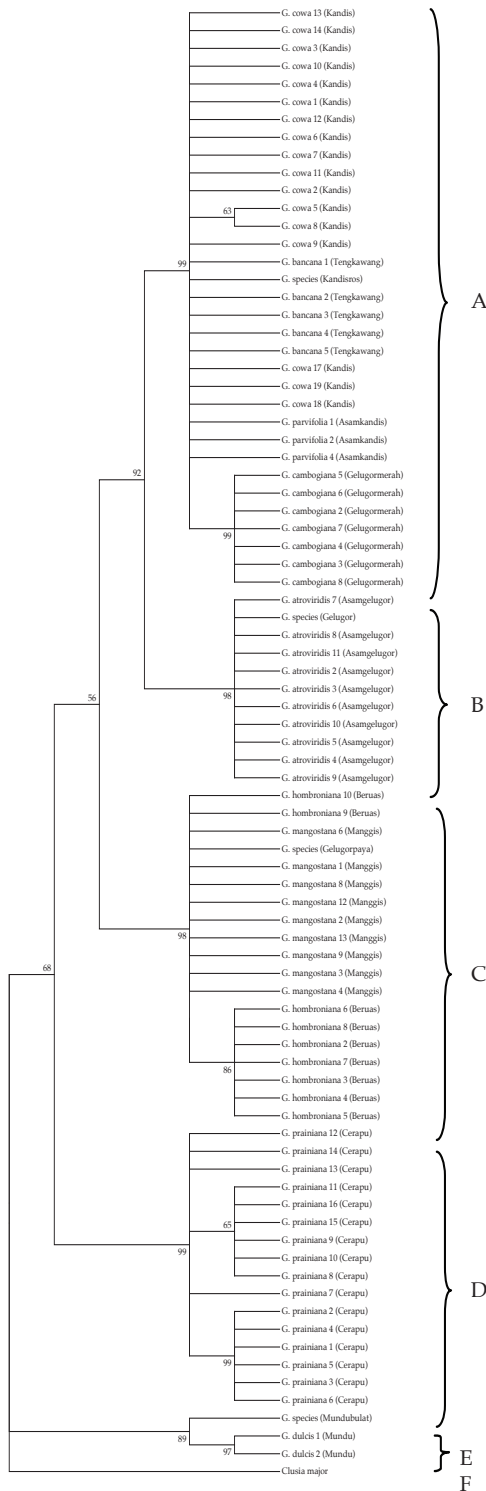 G. cowa 13 (Kandis)
G. cowa 14 (Kandis)
G. cowa 3 (Kandis)
G. cowa 10 (Kandis)
G. cowa 4 (Kandis)
G. cowa 1 (Kandis)
G. cowa 12 (Kandis)
G. cowa 6 (Kandis)
G. cowa 7 (Kandis)
G. cowa 11 (Kandis)
G. cowa 2 (Kandis)
63
G. cowa 5 (Kandis)
G. cowa 8 (Kandis)
G. cowa 9 (Kandis)
99
G. bancana 1 (Tengkawang)
G. species (Kandisros)
G. bancana 2 (Tengkawang)
A
G. bancana 3 (Tengkawang)
G. bancana 4 (Tengkawang)
G. bancana 5 (Tengkawang)
G. cowa 17 (Kandis)
G. cowa 19 (Kandis)
G. cowa 18 (Kandis)
G. parvifolia 1 (Asamkandis)
G. parvifolia 2 (Asamkandis)
G. parvifolia 4 (Asamkandis)
92
G. cambogiana 5 (Gelugormerah)
G. cambogiana 6 (Gelugormerah)
G. cambogiana 2 (Gelugormerah)
G. cambogiana 7 (Gelugormerah)
99
G. cambogiana 4 (Gelugormerah)
G. cambogiana 3 (Gelugormerah)
G. cambogiana 8 (Gelugormerah)
G. atroviridis 7 (Asamgelugor)
G. species (Gelugor)
G. atroviridis 8 (Asamgelugor)
G. atroviridis 11 (Asamgelugor)
G. atroviridis 2 (Asamgelugor)
G. atroviridis 3 (Asamgelugor)
98
56
G. atroviridis 6 (Asamgelugor)
B
G. atroviridis 10 (Asamgelugor)
G. atroviridis 5 (Asamgelugor)
G. atroviridis 4 (Asamgelugor)
G. atroviridis 9 (Asamgelugor)
G. hombroniana 10 (Beruas)
G. hombroniana 9 (Beruas)
G. mangostana 6 (Manggis)
G. species (Gelugorpaya)
G. mangostana 1 (Manggis)
G. mangostana 8 (Manggis)
G. mangostana 12 (Manggis)
G. mangostana 2 (Manggis)
98
G. mangostana 13 (Manggis)
G. mangostana 9 (Manggis)
68
G. mangostana 3 (Manggis)
C
G. mangostana 4 (Manggis)
G. hombroniana 6 (Beruas)
G. hombroniana 8 (Beruas)
G. hombroniana 2 (Beruas)
G. hombroniana 7 (Beruas)
86
G. hombroniana 3 (Beruas)
G. hombroniana 4 (Beruas)
G. hombroniana 5 (Beruas)
G. prainiana 12 (Cerapu)
G. prainiana 14 (Cerapu)
G. prainiana 13 (Cerapu)
G. prainiana 11 (Cerapu)
G. prainiana 16 (Cerapu)
65
G. prainiana 15 (Cerapu)
G. prainiana 9 (Cerapu)
99
G. prainiana 10 (Cerapu)
G. prainiana 8 (Cerapu)
G. prainiana 7 (Cerapu)
D
G. prainiana 2 (Cerapu)
G. prainiana 4 (Cerapu)
G. prainiana 1 (Cerapu)
99
G. prainiana 5 (Cerapu)
G. prainiana 3 (Cerapu)
G. prainiana 6 (Cerapu)
G. species (Mundubulat)
89
G. dulcis 1 (Mundu)
97
G. dulcis 2 (Mundu)
E
Clusia major
F